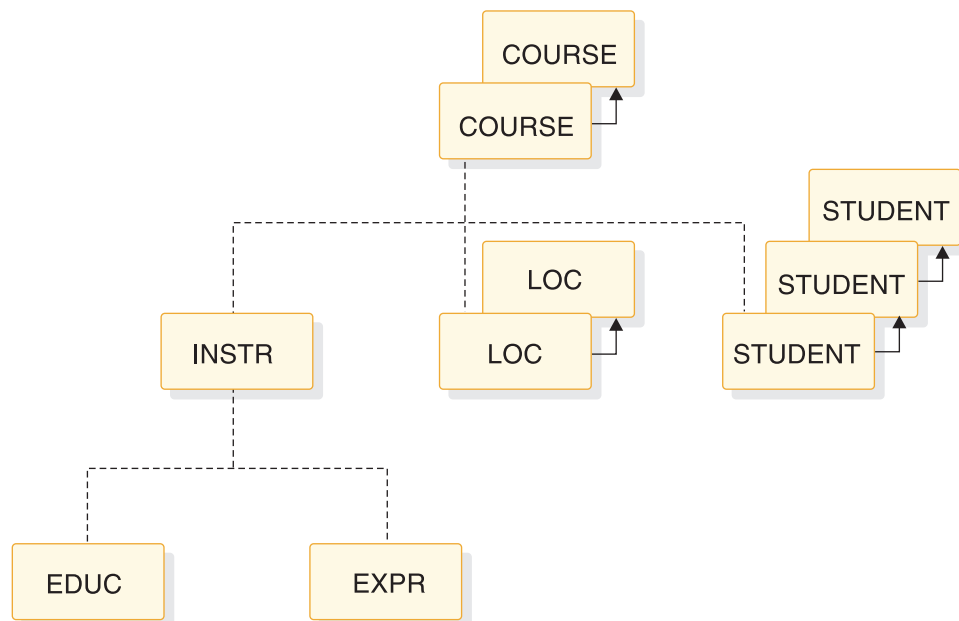 COURSE
COURSE
STUDENT
STUDENT
LOC
INSTR
LOC
STUDENT
EDUC
EXPR